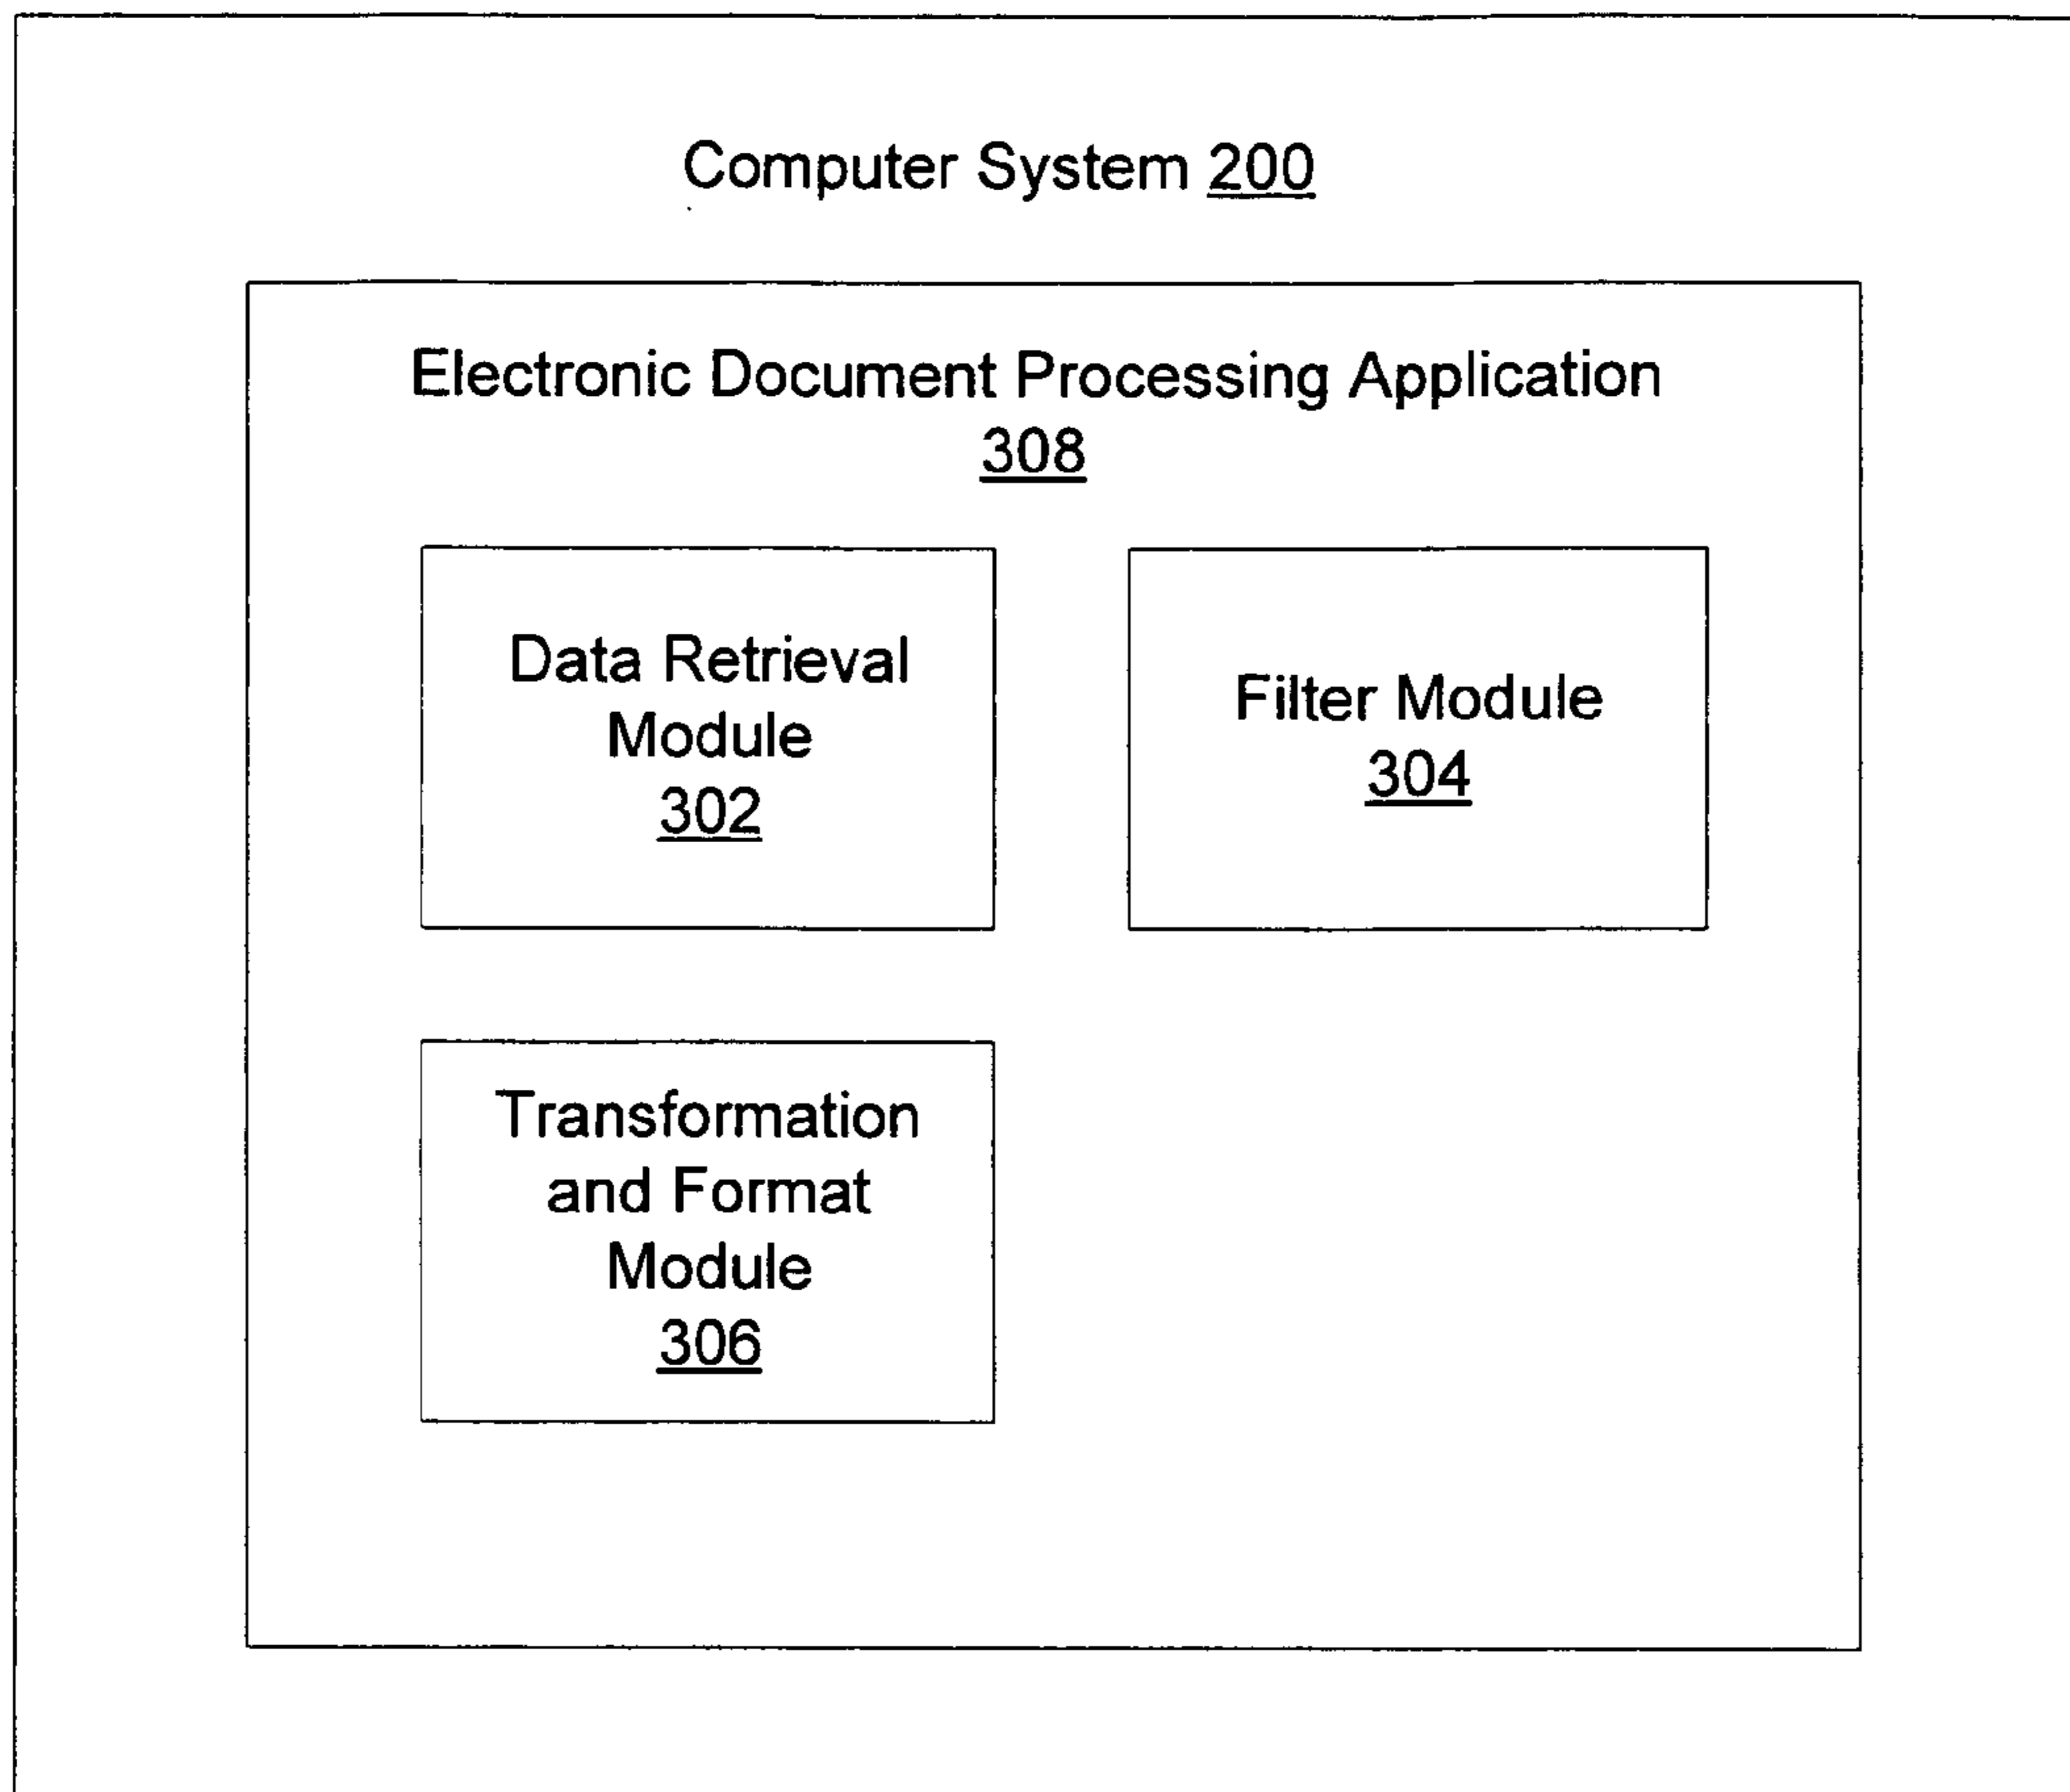 Computer System 200
Electronic Document Processing Application
308
Data Retrieval
Module
302
Filter Module
304
Transformation
and Format
Module
306